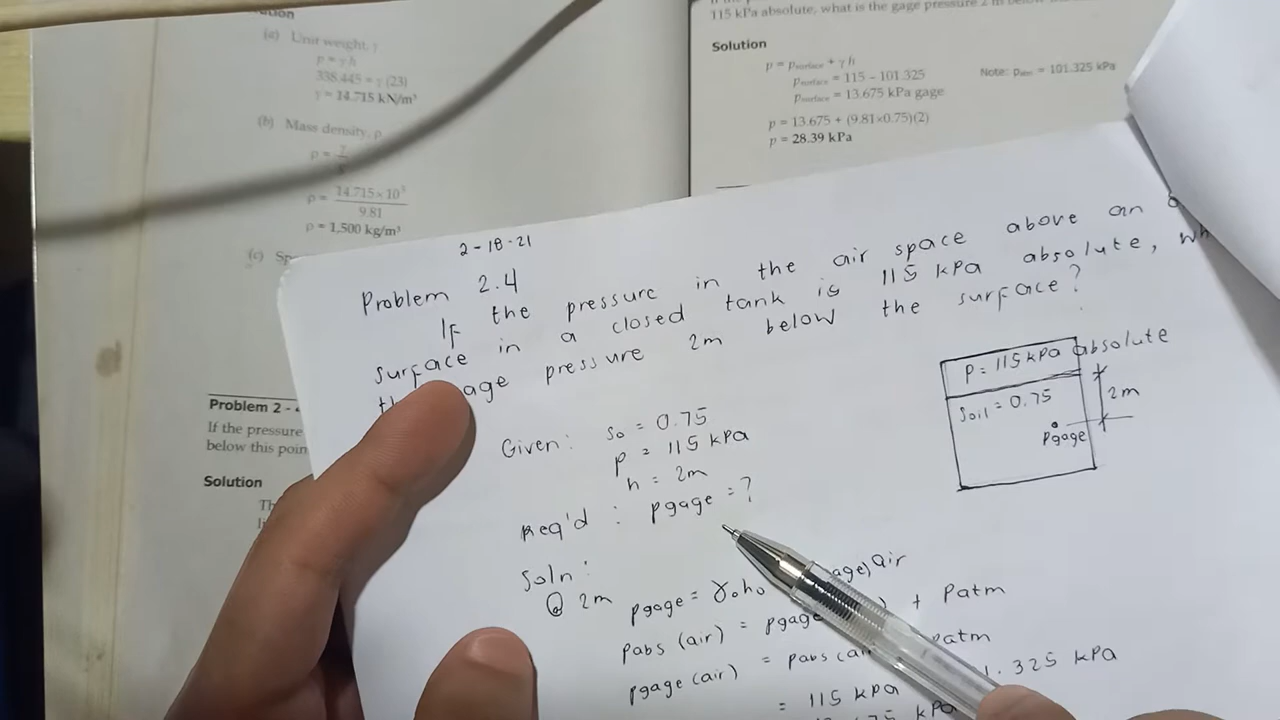 (a) Unit weight, γ
p = γ h
338.445 = γ (23)
γ = 14.715 kN/m³
(b) Mass density, ρ
ρ = γ
14.715×10³
ρ =
9.81
ρ = 1,500 kg/m³
(c)
Problem 2 -
If the pressure
below this poin
Solution
115 kPa absolute, what is the gage pressure 2 m below
Solution
p = psurface + γ h
psurface = 115 – 101.325
Note: patm = 101.325 kPa
psurface = 13.675 kPa gage
p = 13.675 + (9.81×0.75)(2)
p = 28.39 kPa
2-18-21
Problem 2.4
If the pressure in the air space above an
surface in a closed tank is 115 kPa absolute, wh
age pressure 2m below the surface?
P = 115 kPa absolute
Soil = 0.75
2m
Pgage
Given: so = 0.75
P = 115 kPa
h = 2m
Req'd : pgage = ?
Soln:
@ 2m pgage = γoho age) air
pabs (air) = pgage ) + patm
pgage (air) = pabs (ai patm
= 115 kPa 1.325 kPa
kPa